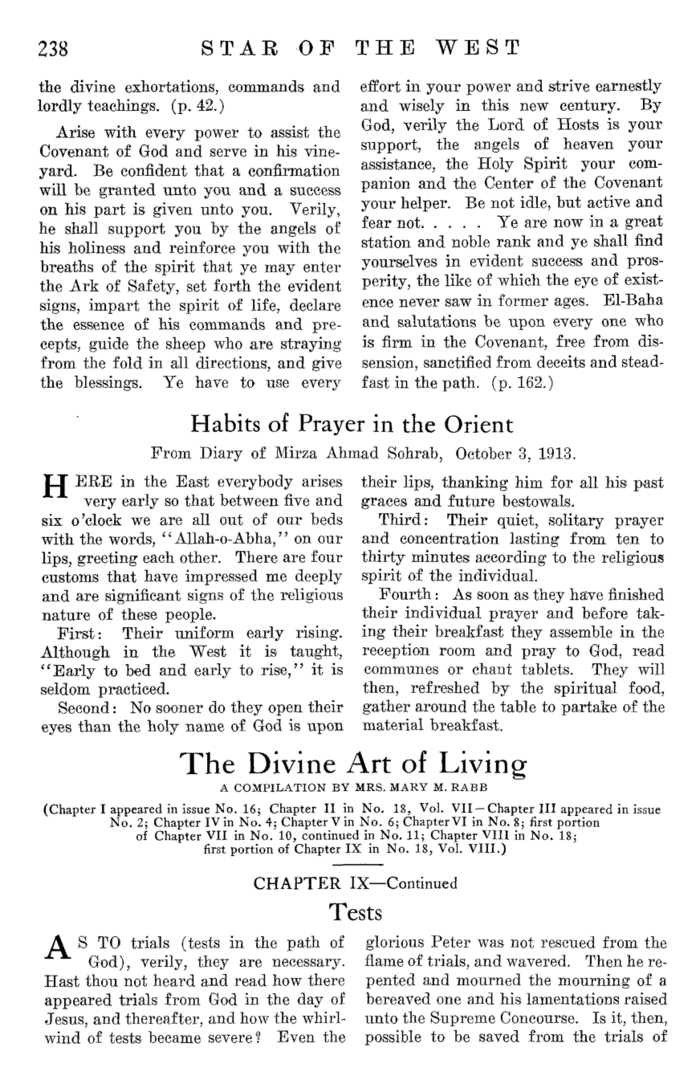 238
STAR OF THE WEST
the divine exhortations, commands and
lordly teachings. (p. 42.)
Arise with every power to assist the
Covenant of God and serve in his vine-
yard. Be confident that a confirmation
will be granted unto you and a success
on his part is given unto you. Verily,
he shall support you by the angels of
his holiness and reinforce you with the
breaths of the spirit that ye may enter
the Ark of Safety, set forth the evident
signs, impart the spirit of life, declare
the essence of his commands and pre-
cepts, guide the sheep who are straying
from the fold in all directions, and give
the blessings. Ye have to use every
effort in your power and strive earnestly
and wisely in this new century. By
God, verily the Lord of Hosts is your
support, the angels of heaven your
assistance, the Holy Spirit your com-
panion and the Center of the Covenant
your helper. Be not idle, but active and
fear not. . . . . Ye are now in a great
station and noble rank and ye shall find
yourselves in evident success and pros-
perity, the like of which the eye of exist-
ence never saw in former ages. El-Baha
and salutations be upon every one who
is firm in the Covenant, free from dis-
sension, sanctified from deceits and stead-
fast in the path. (p. 162.)
Habits of Prayer in the Orient
From Diary of Mirza Ahmad Sohrab, October 3, 1913.
HERE in the East everybody arises
very early so that between five and
six o'clock we are all out of our beds
with the words, "Allah-o-Abha," on our
lips, greeting each other. There are four
customs that have impressed me deeply
and are significant signs of the religious
nature of these people.
First: Their uniform early rising.
Although in the West it is taught,
"Early to bed and early to rise," it is
seldom practiced.
Second: No sooner do they open their
eyes than the holy name of God is upon
their lips, thanking him for all his past
graces and future bestowals.
Third: Their quiet, solitary prayer
and concentration lasting from ten to
thirty minutes according to the religious
spirit of the individual.
Fourth: As soon as they have finished
their individual prayer and before tak-
ing their breakfast they assemble in the
reception room and pray to God, read
communes or chant tablets. They will
then, refreshed by the spiritual food,
gather around the table to partake of the
material breakfast.
The Divine Art of Living
A COMPILATION BY MRS. MARY M. RABB
(Chapter I appeared in issue No. 16; Chapter II in No. 18, Vol. VII—Chapter III appeared in issue
No. 2; Chapter IV in No. 4; Chapter V in No. 6; Chapter VI in No. 8; first portion
of Chapter VII in No. 10, continued in No. 11; Chapter VIII in No. 18;
first portion of Chapter IX in No. 18, Vol. VIII.)
CHAPTER IX—Continued
Tests
AS TO trials (tests in the path of
God), verily, they are necessary.
Hast thou not heard and read how there
appeared trials from God in the day of
Jesus, and thereafter, and how the whirl-
wind of tests became severe? Even the
glorious Peter was not rescued from the
flame of trials, and wavered. Then he re-
pented and mourned the mourning of a
bereaved one and his lamentations raised
unto the Supreme Concourse. Is it, then,
possible to be saved from the trials of